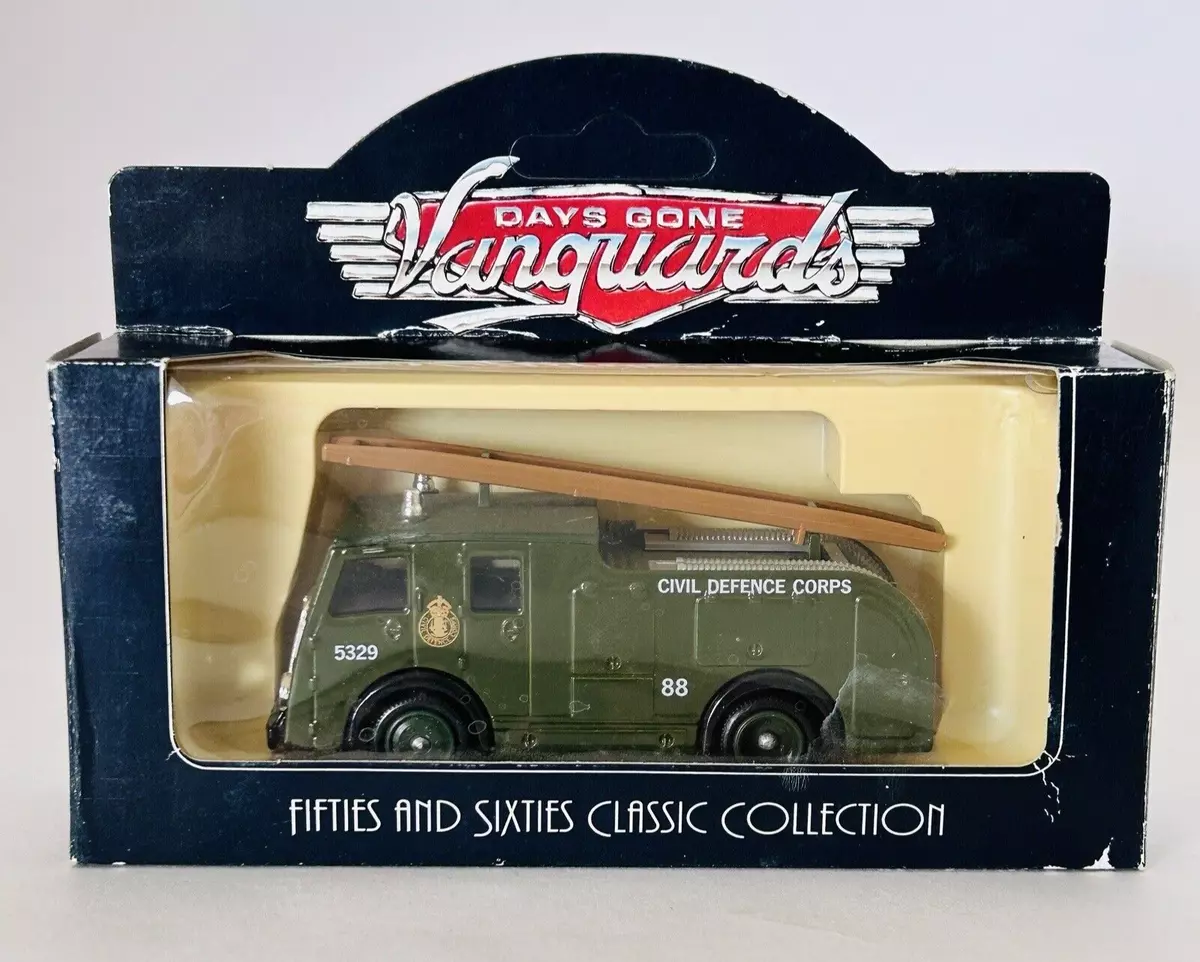 DAYS GONE
Vanguards
CIVIL DEFENCE CORPS
5329
88
FIFTIES AND SIXTIES CLASSIC COLLECTION